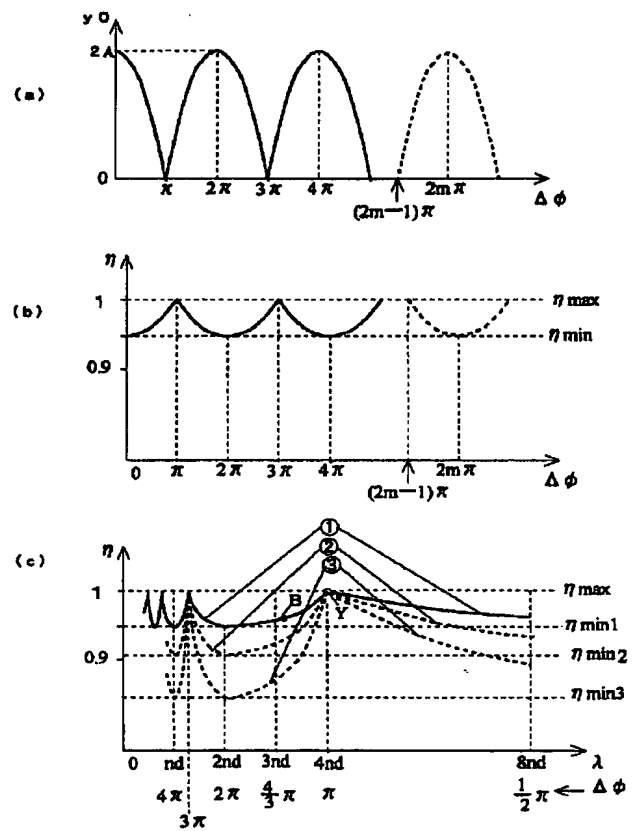 y0
(a)
2A
0
π 2π 3π 4π 2mπ
(2m−1)π
Δφ
η
(b)
1
ηmax
ηmin
0.9
0 π 2π 3π 4π 2mπ
(2m−1)π
Δφ
(c)
①
②
③
η
1
ηmax
B
Y
ηmin1
0.9
ηmin2
ηmin3
0 nd 2nd 3nd 4nd 8nd λ
4π 2π 4/3π π 1/2π ← Δφ
3π